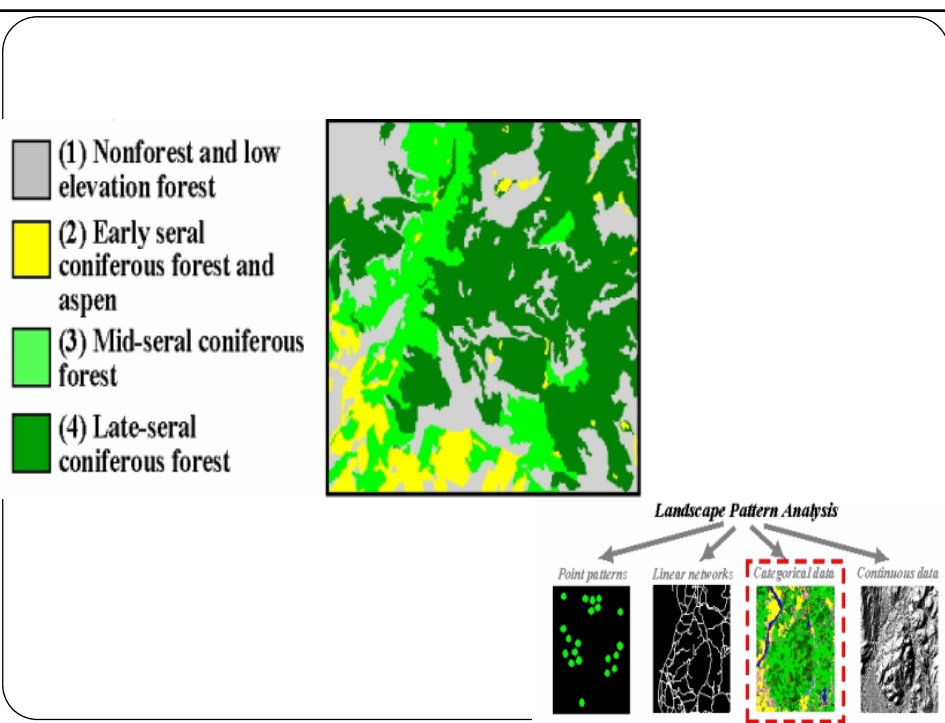 (1) Nonforest and low
elevation forest
(2) Early seral
coniferous forest and
aspen
(3) Mid-seral coniferous
forest
(4) Late-seral
coniferous forest
Landscape Pattern Analysis
Point patterns
Linear networks
Categorical data
Continuous data